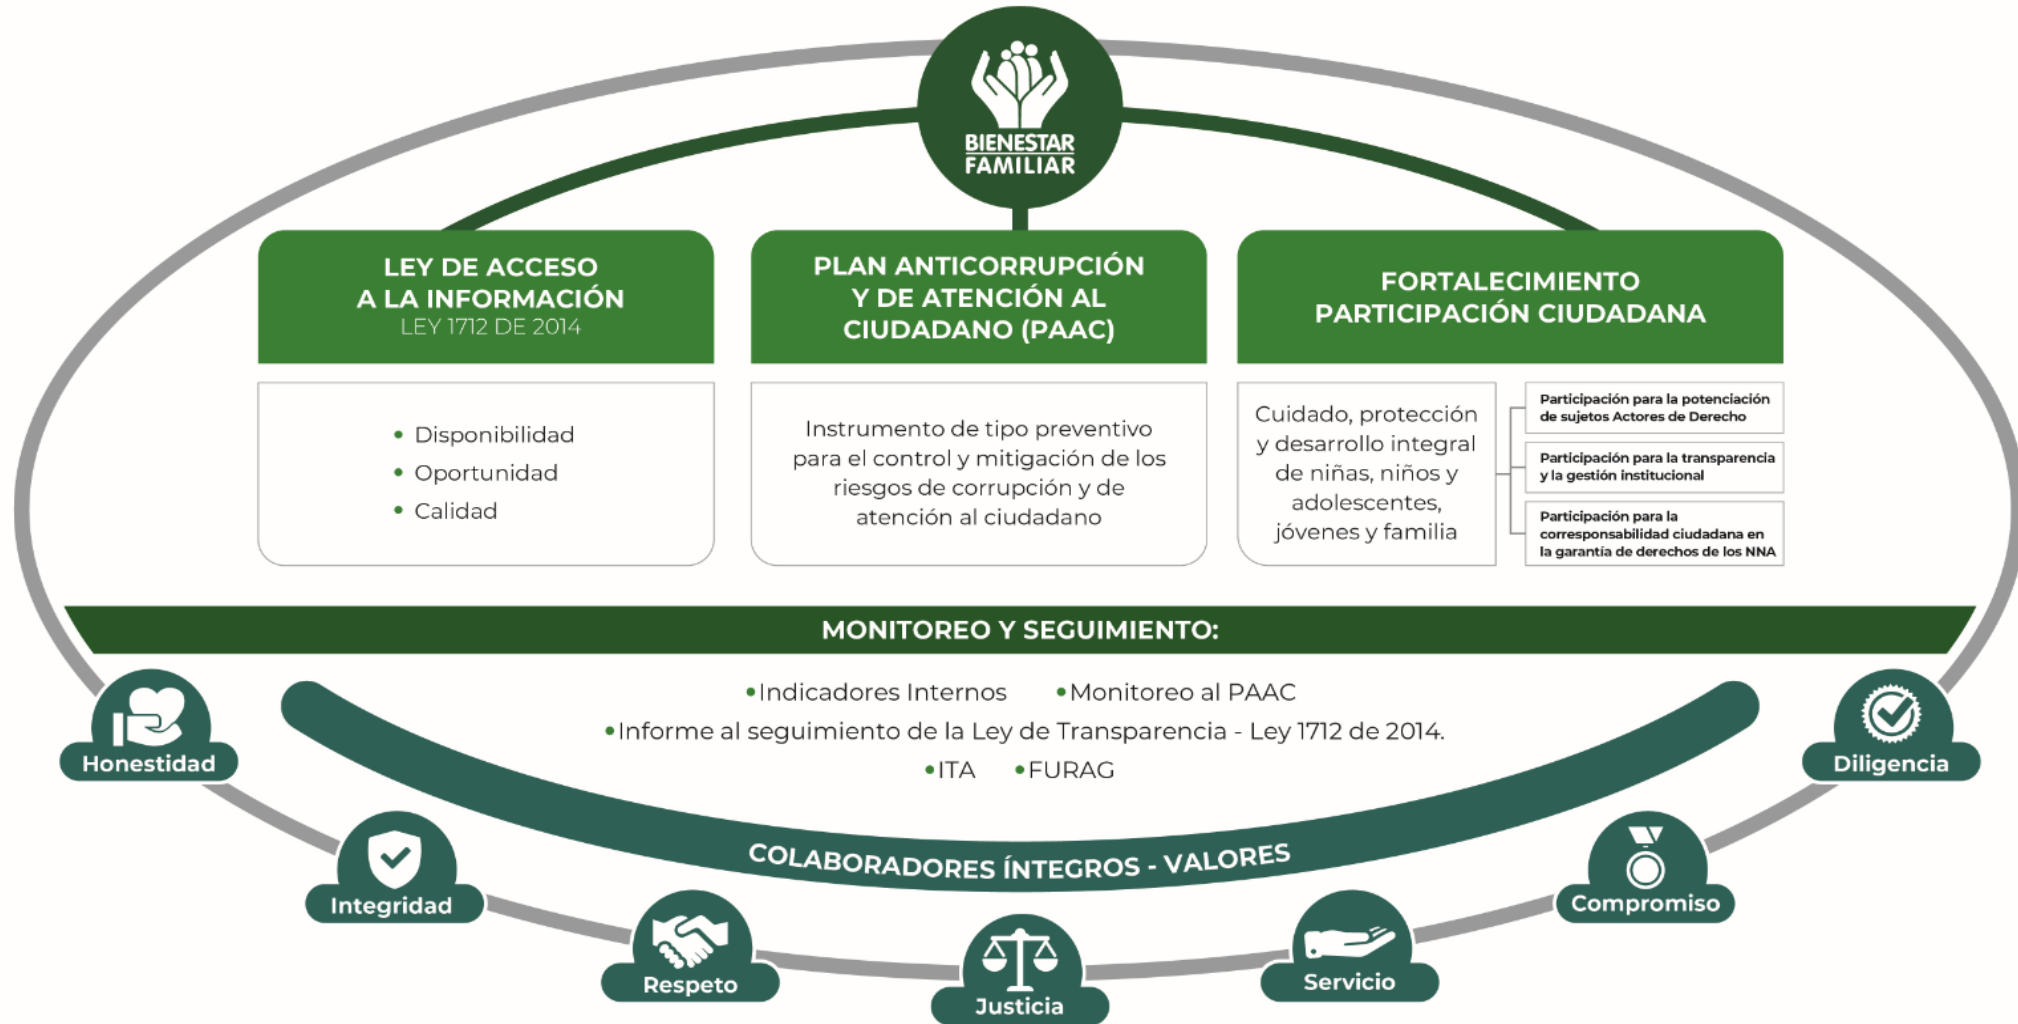 BIENESTAR
FAMILIAR
LEY DE ACCESO
A LA INFORMACIÓN
LEY 1712 DE 2014
• Disponibilidad
• Oportunidad
• Calidad
PLAN ANTICORRUPCIÓN
Y DE ATENCIÓN AL
CIUDADANO (PAAC)
Instrumento de tipo preventivo
para el control y mitigación de los
riesgos de corrupción y de
atención al ciudadano
FORTALECIMIENTO
PARTICIPACIÓN CIUDADANA
Cuidado, protección
y desarrollo integral
de niñas, niños y
adolescentes,
jóvenes y familia
Participación para la potenciación
de sujetos Actores de Derecho
Participación para la transparencia
y la gestión institucional
Participación para la
corresponsabilidad ciudadana en
la garantía de derechos de los NNA
MONITOREO Y SEGUIMIENTO:
•Indicadores Internos •Monitoreo al PAAC
•Informe al seguimiento de la Ley de Transparencia - Ley 1712 de 2014.
•ITA •FURAG
COLABORADORES ÍNTEGROS - VALORES
Honestidad
Integridad
Respeto
Justicia
Servicio
Compromiso
Diligencia